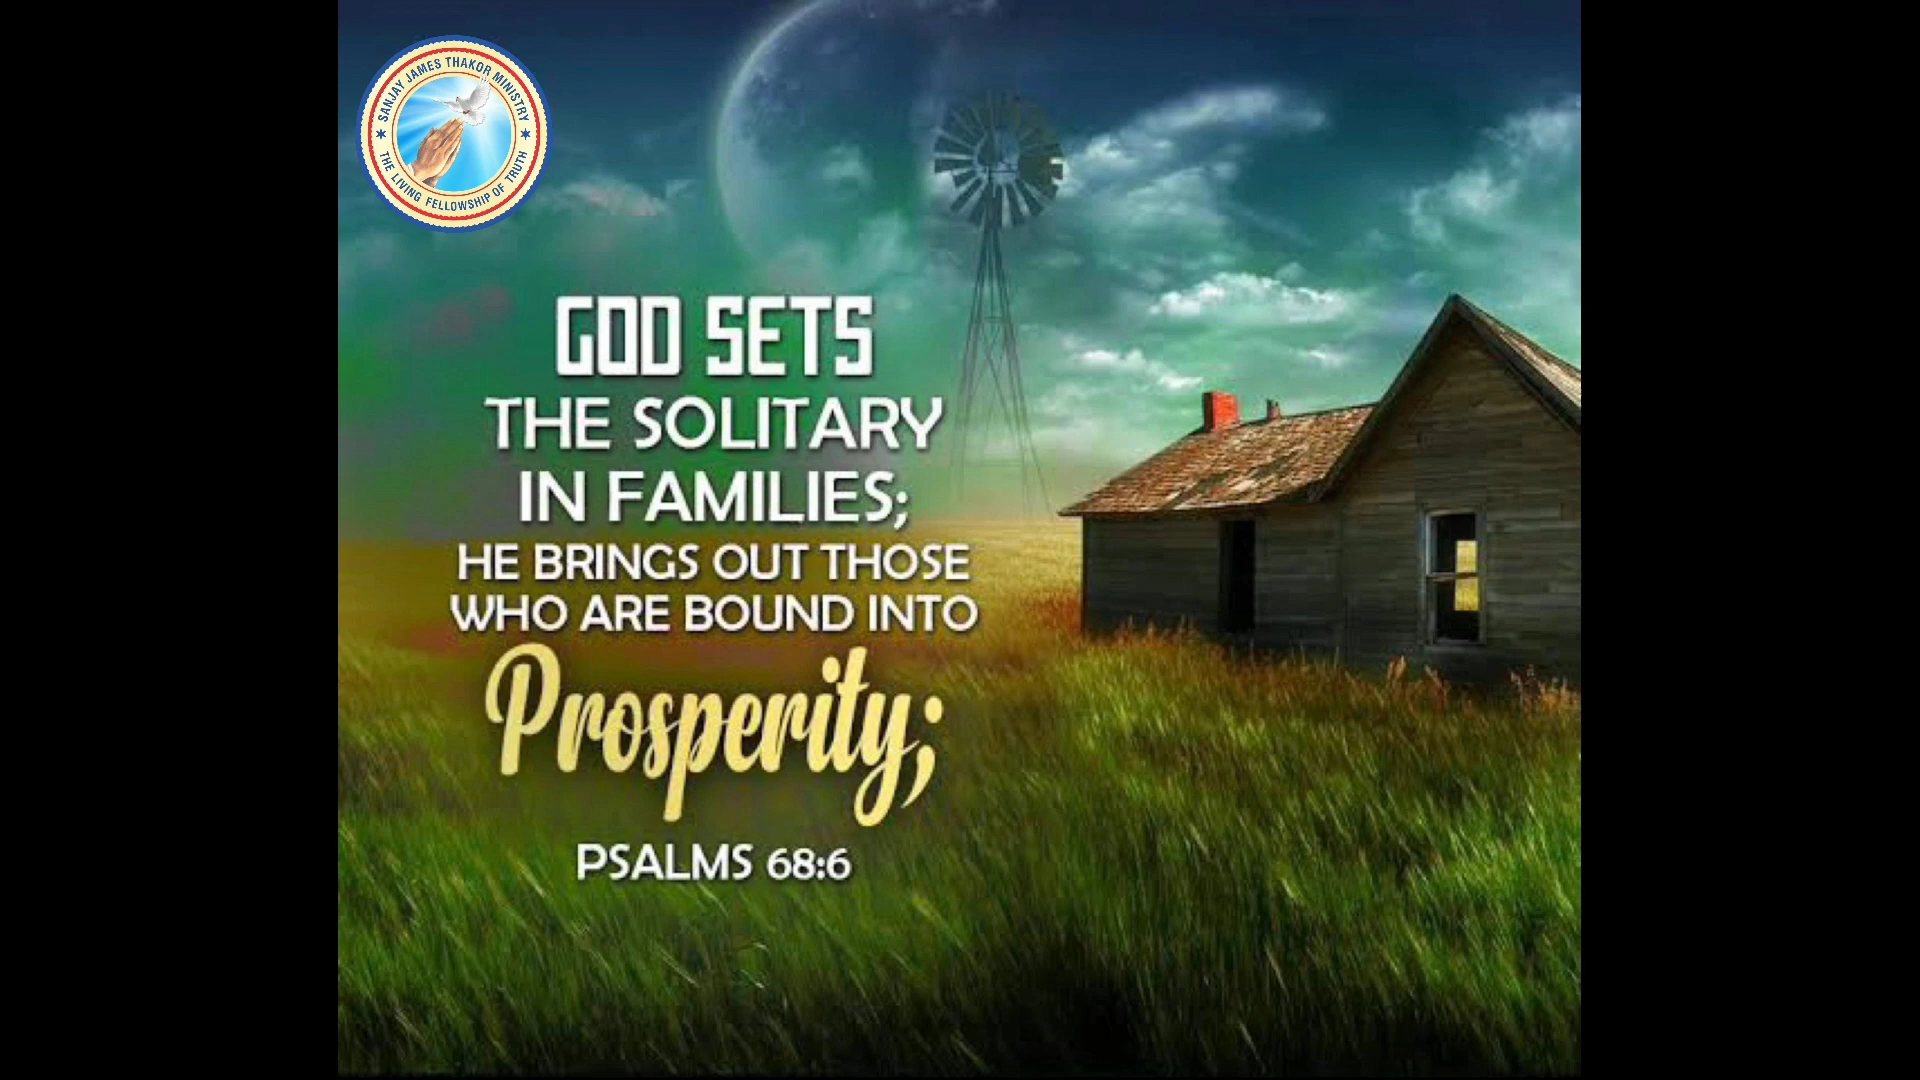 SANJAY JAMES THAKOR MINISTRY
THE LIVING FELLOWSHIP OF TRUTH
GOD SETS
THE SOLITARY
IN FAMILIES;
HE BRINGS OUT THOSE
WHO ARE BOUND INTO
Prosperity;
PSALMS 68:6